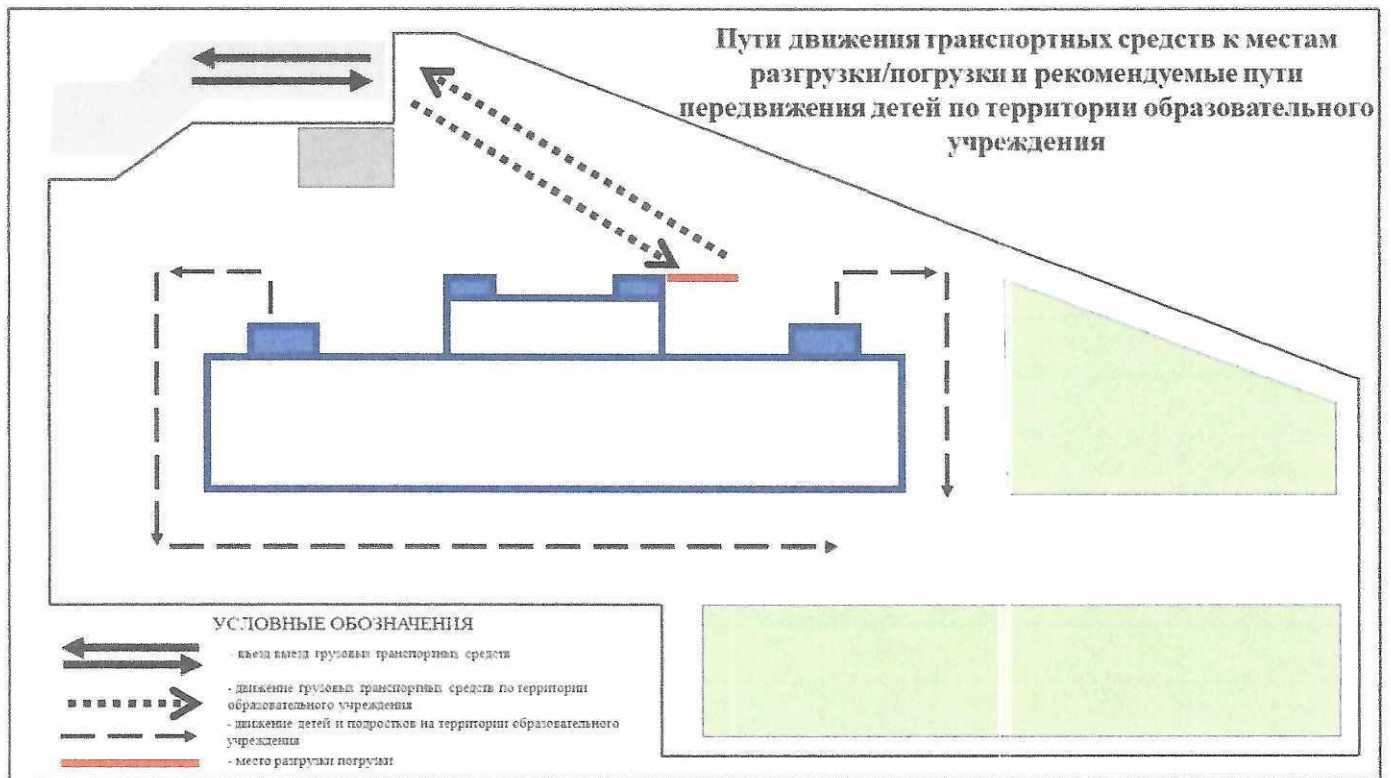 Пути движения транспортных средств к местам
разгрузки/погрузки и рекомендуемые пути
передвижения детей по территории образовательного
учреждения
УСЛОВНЫЕ ОБОЗНАЧЕНИЯ
- въезд выезд грузовых транспортных средств
- движение грузовых транспортных средств по территории
образовательного учреждения
- движение детей и подростков на территории образовательного
учреждения
- место разгрузки погрузки